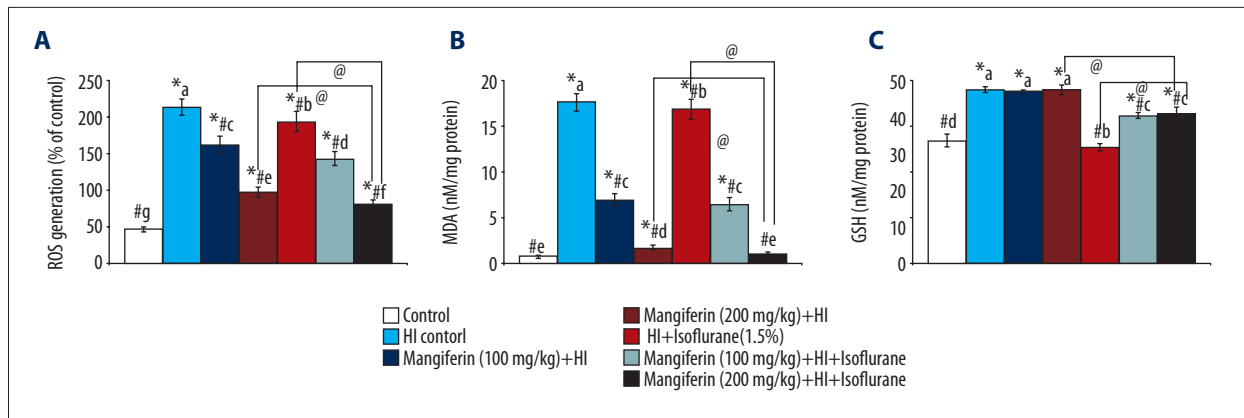 A
ROS generation (% of control)
250
200
150
100
50
0
#g
*a
*#c
*#e
*#b
*#d
*#f
@
@
B
MDA (nM/mg protein)
20
15
10
5
0
#e
*a
*#c
*#d
*#b
*#c
#e
@
@
C
GSH (nM/mg protein)
50
40
30
20
10
0
#d
*a
*a
*a
#b
*#c
*#c
@
@
Control
HI contorl
Mangiferin (100 mg/kg)+HI
Mangiferin (200 mg/kg)+HI
HI+Isoflurane(1.5%)
Mangiferin (100 mg/kg)+HI+Isoflurane
Mangiferin (200 mg/kg)+HI+Isoflurane